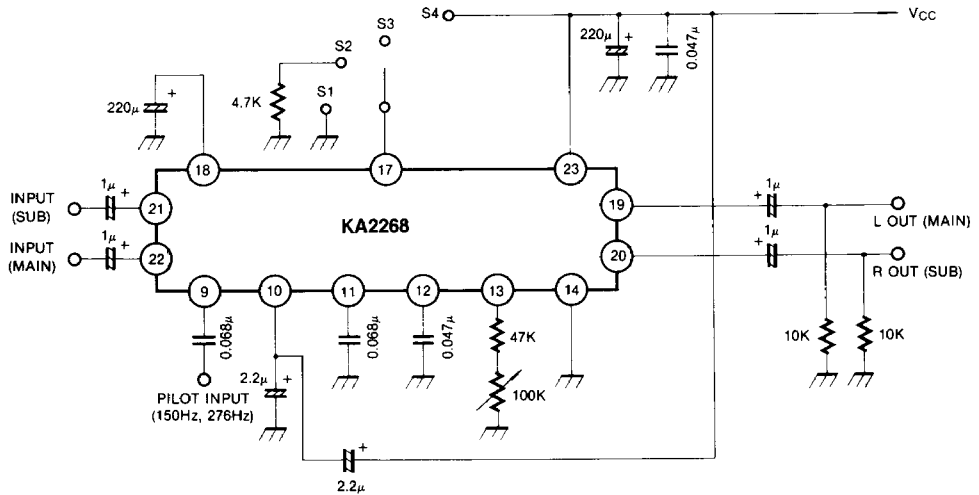 S3
S4
VCC
S2
220μ +
0.047μ
+
220μ
4.7K
S1
18
17
23
INPUT
(SUB)
1μ
+
21
19
1μ
+
L OUT (MAIN)
KA2268
INPUT
(MAIN)
1μ
+
22
20
1μ
+
R OUT (SUB)
9
10
11
12
13
14
0.068μ
0.068μ
0.047μ
47K
10K
10K
2.2μ +
100K
PILOT INPUT
(150Hz, 276Hz)
+
2.2μ